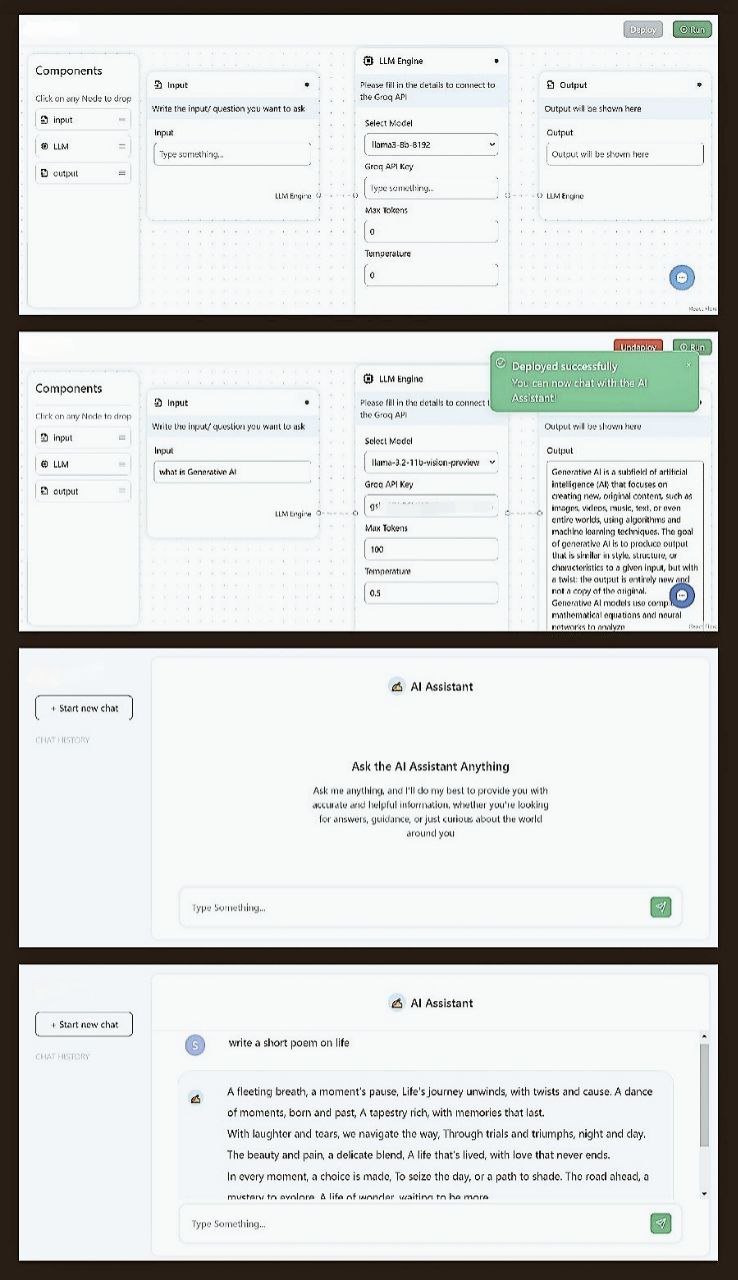 Deploy
Run
Components
Click on any Node to drop
input
LLM
output
Input
Write the input/ question you want to ask
Input
Type something...
LLM Engine
LLM Engine
Please fill in the details to connect to
the Groq API
Select Model
llama3-8b-8192
Groq API Key
Type something...
Max Tokens
0
Temperature
0
Output
Output will be shown here
Output
Output will be shown here
LLM Engine
React Flow
Undeploy
Run
Deployed successfully
You can now chat with the AI
Assistant!
Components
Click on any Node to drop
input
LLM
output
Input
Write the input/ question you want to ask
Input
what is Generative AI
LLM Engine
LLM Engine
Please fill in the details to connect t
the Groq API
Select Model
llama-3.2-11b-vision-preview
Groq API Key
Max Tokens
100
Temperature
0.5
Output will be shown here
Output
Generative AI is a subfield of artificial
intelligence (AI) that focuses on
creating new, original content, such as
images, videos, music, text, or even
entire worlds, using algorithms and
machine learning techniques. The goal
of generative AI is to produce output
that is similar in style, structure, or
characteristics to a given input, but with
a twist: the output is entirely new and
not a copy of the original.
Generative AI models use comp
mathematical equations and neural
networks to analyze
React Flow
+ Start new chat
CHAT HISTORY
AI Assistant
Ask the AI Assistant Anything
Ask me anything, and I'll do my best to provide you with
accurate and helpful information, whether you're looking
for answers, guidance, or just curious about the world
around you
Type Something...
+ Start new chat
CHAT HISTORY
AI Assistant
S
write a short poem on life
A fleeting breath, a moment's pause, Life's journey unwinds, with twists and cause. A dance
of moments, born and past, A tapestry rich, with memories that last.
With laughter and tears, we navigate the way, Through trials and triumphs, night and day.
The beauty and pain, a delicate blend, A life that's lived, with love that never ends.
In every moment, a choice is made, To seize the day, or a path to shade. The road ahead, a
mystery to explore, A life of wonder, waiting to be more.
Type Something...